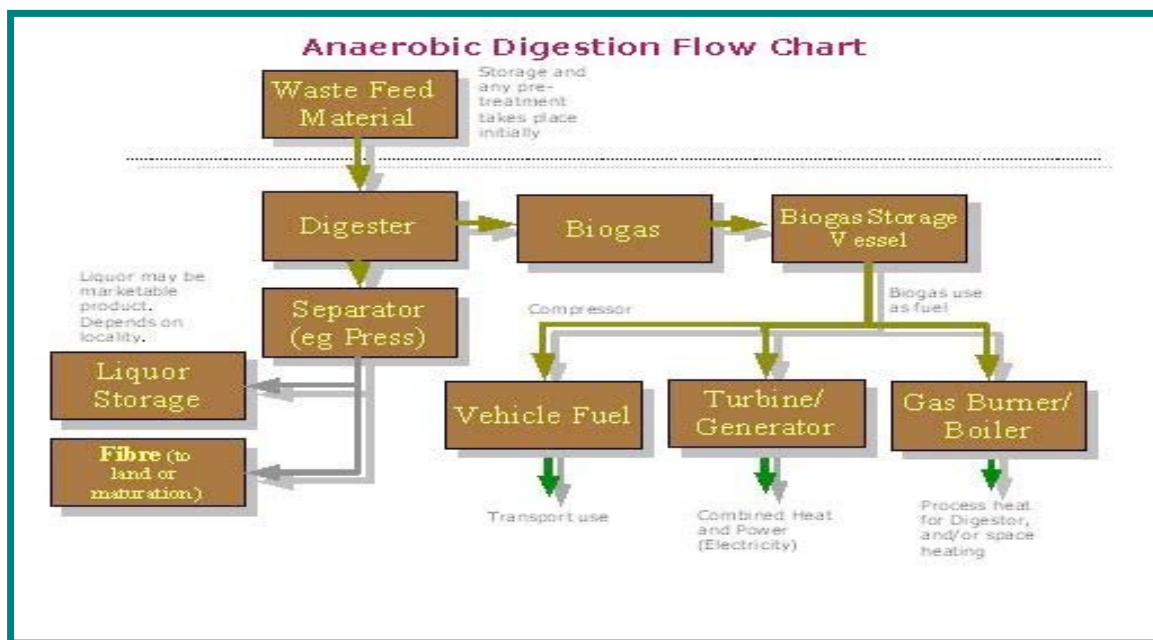 Anaerobic Digestion Flow Chart
Waste Feed
Material
Storage and
any pre-
treatment
takes place
initially
Digester
Biogas
Biogas Storage
Vessel
Liquor may be
marketable
product.
Depends on
locality.
Separator
(eg Press)
Compressor
Biogas use
as fuel
Liquor
Storage
Vehicle Fuel
Turbine/
Generator
Gas Burner/
Boiler
Fibre (to
land or
maturation)
Transport use
Combined Heat
and Power
(Electricity)
Process heat
for Digestor,
and/or space
heating